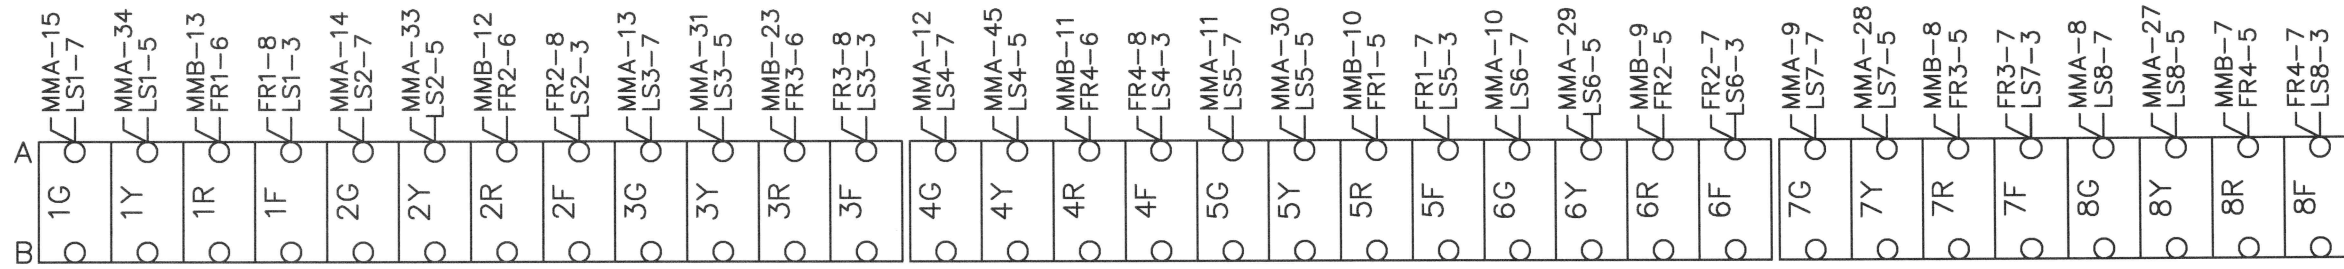 MMA-15
LS1-7
MMA-34
LS1-5
MMB-13
FR1-6
FR1-8
LS1-3
MMA-14
LS2-7
MMA-33
LS2-5
MMB-12
FR2-6
FR2-8
LS2-3
MMA-13
LS3-7
MMA-31
LS3-5
MMB-23
FR3-6
FR3-8
LS3-3
MMA-12
LS4-7
MMA-45
LS4-5
MMB-11
FR4-6
FR4-8
LS4-3
MMA-11
LS5-7
MMA-30
LS5-5
MMB-10
FR1-5
FR1-7
LS5-3
MMA-10
LS6-7
MMA-29
LS6-5
MMB-9
FR2-5
FR2-7
LS6-3
MMA-9
LS7-7
MMA-28
LS7-5
MMB-8
FR3-5
FR3-7
LS7-3
MMA-8
LS8-7
MMA-27
LS8-5
MMB-7
FR4-5
FR4-7
LS8-3
A
1G
1Y
1R
1F
2G
2Y
2R
2F
3G
3Y
3R
3F
4G
4Y
4R
4F
5G
5Y
5R
5F
6G
6Y
6R
6F
7G
7Y
7R
7F
8G
8Y
8R
8F
B